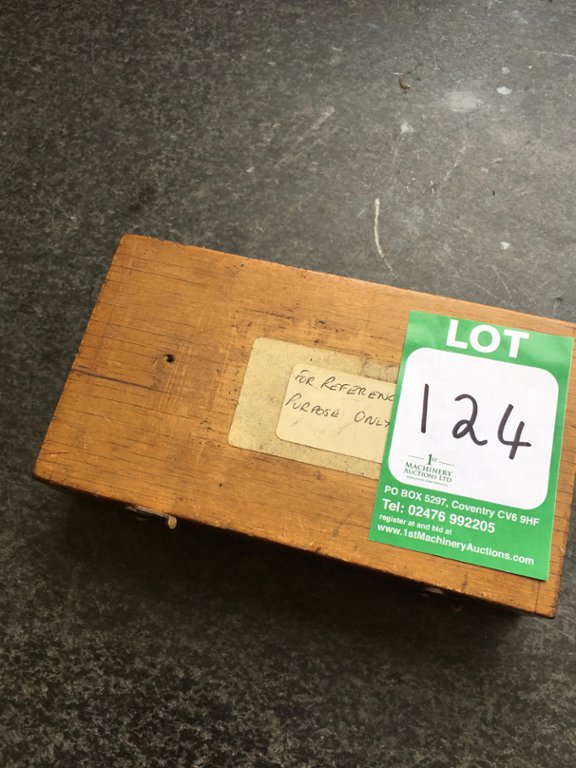 FOR REFERENC
PURPOSE ONLY
LOT
124
1st
MACHINERY
AUCTIONS LTD
PO BOX 5297, Coventry CV6 9HF
Tel: 02476 992205
register at and bid at
www.1stMachineryAuctions.com